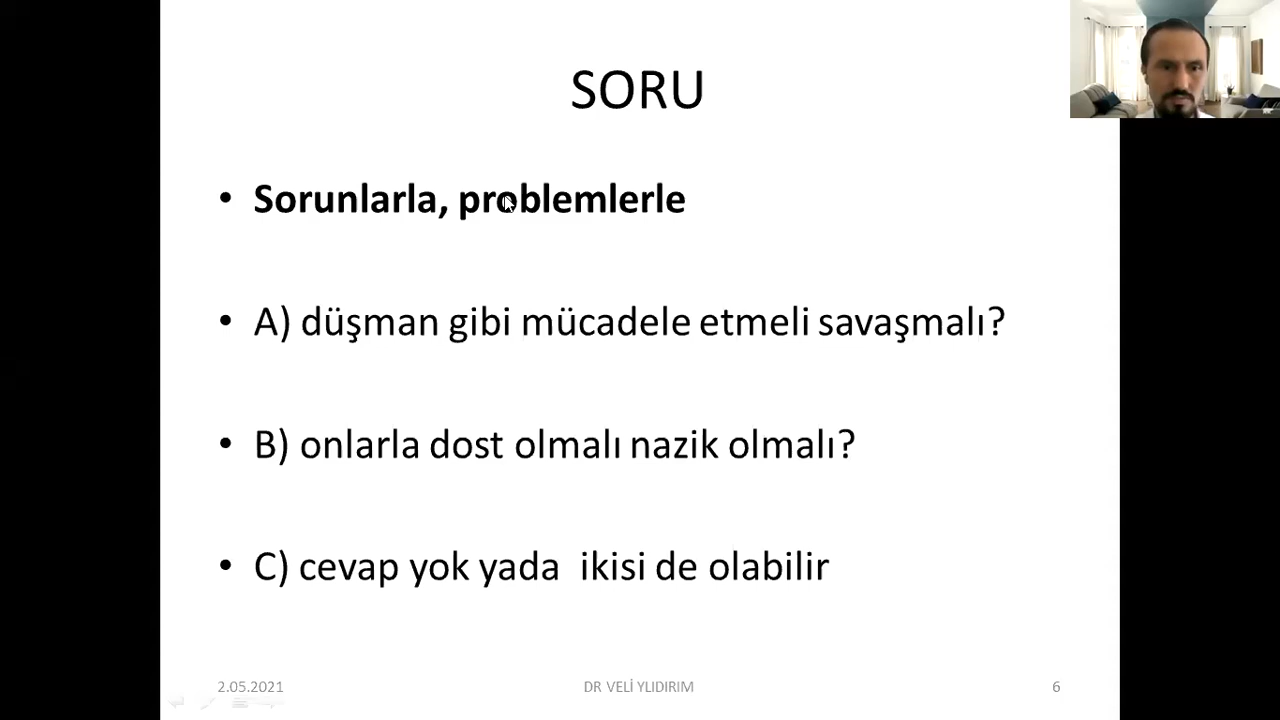 SORU
• Sorunlarla, problemlerle
• A) düşman gibi mücadele etmeli savaşmalı?
• B) onlarla dost olmalı nazik olmalı?
• C) cevap yok yada  ikisi de olabilir
2.05.2021
DR VELİ YLIDIRIM
6